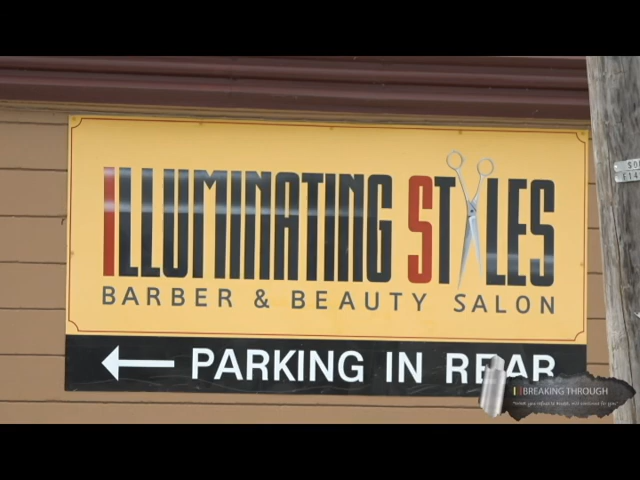 ILLUMINATING STYLES
BARBER & BEAUTY SALON
PARKING IN REAR
BREAKING THROUGH